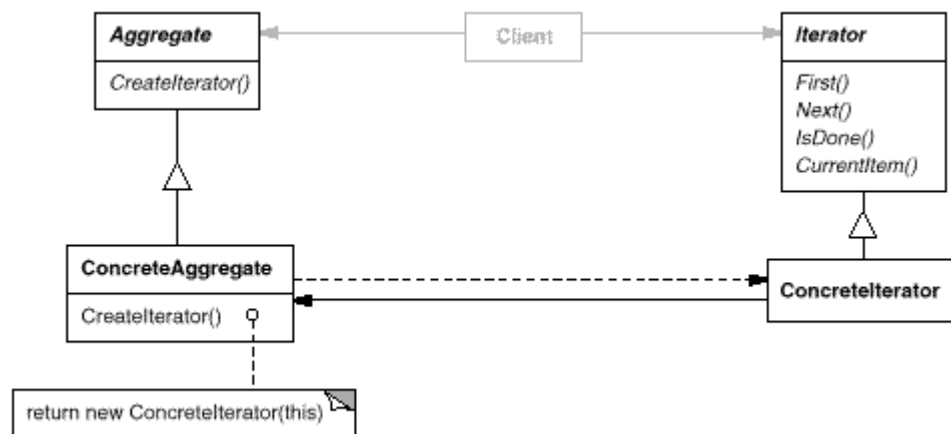 Aggregate
CreateIterator()
Client
Iterator
First()
Next()
IsDone()
CurrentItem()
ConcreteAggregate
CreateIterator()
ConcreteIterator
return new ConcreteIterator(this)